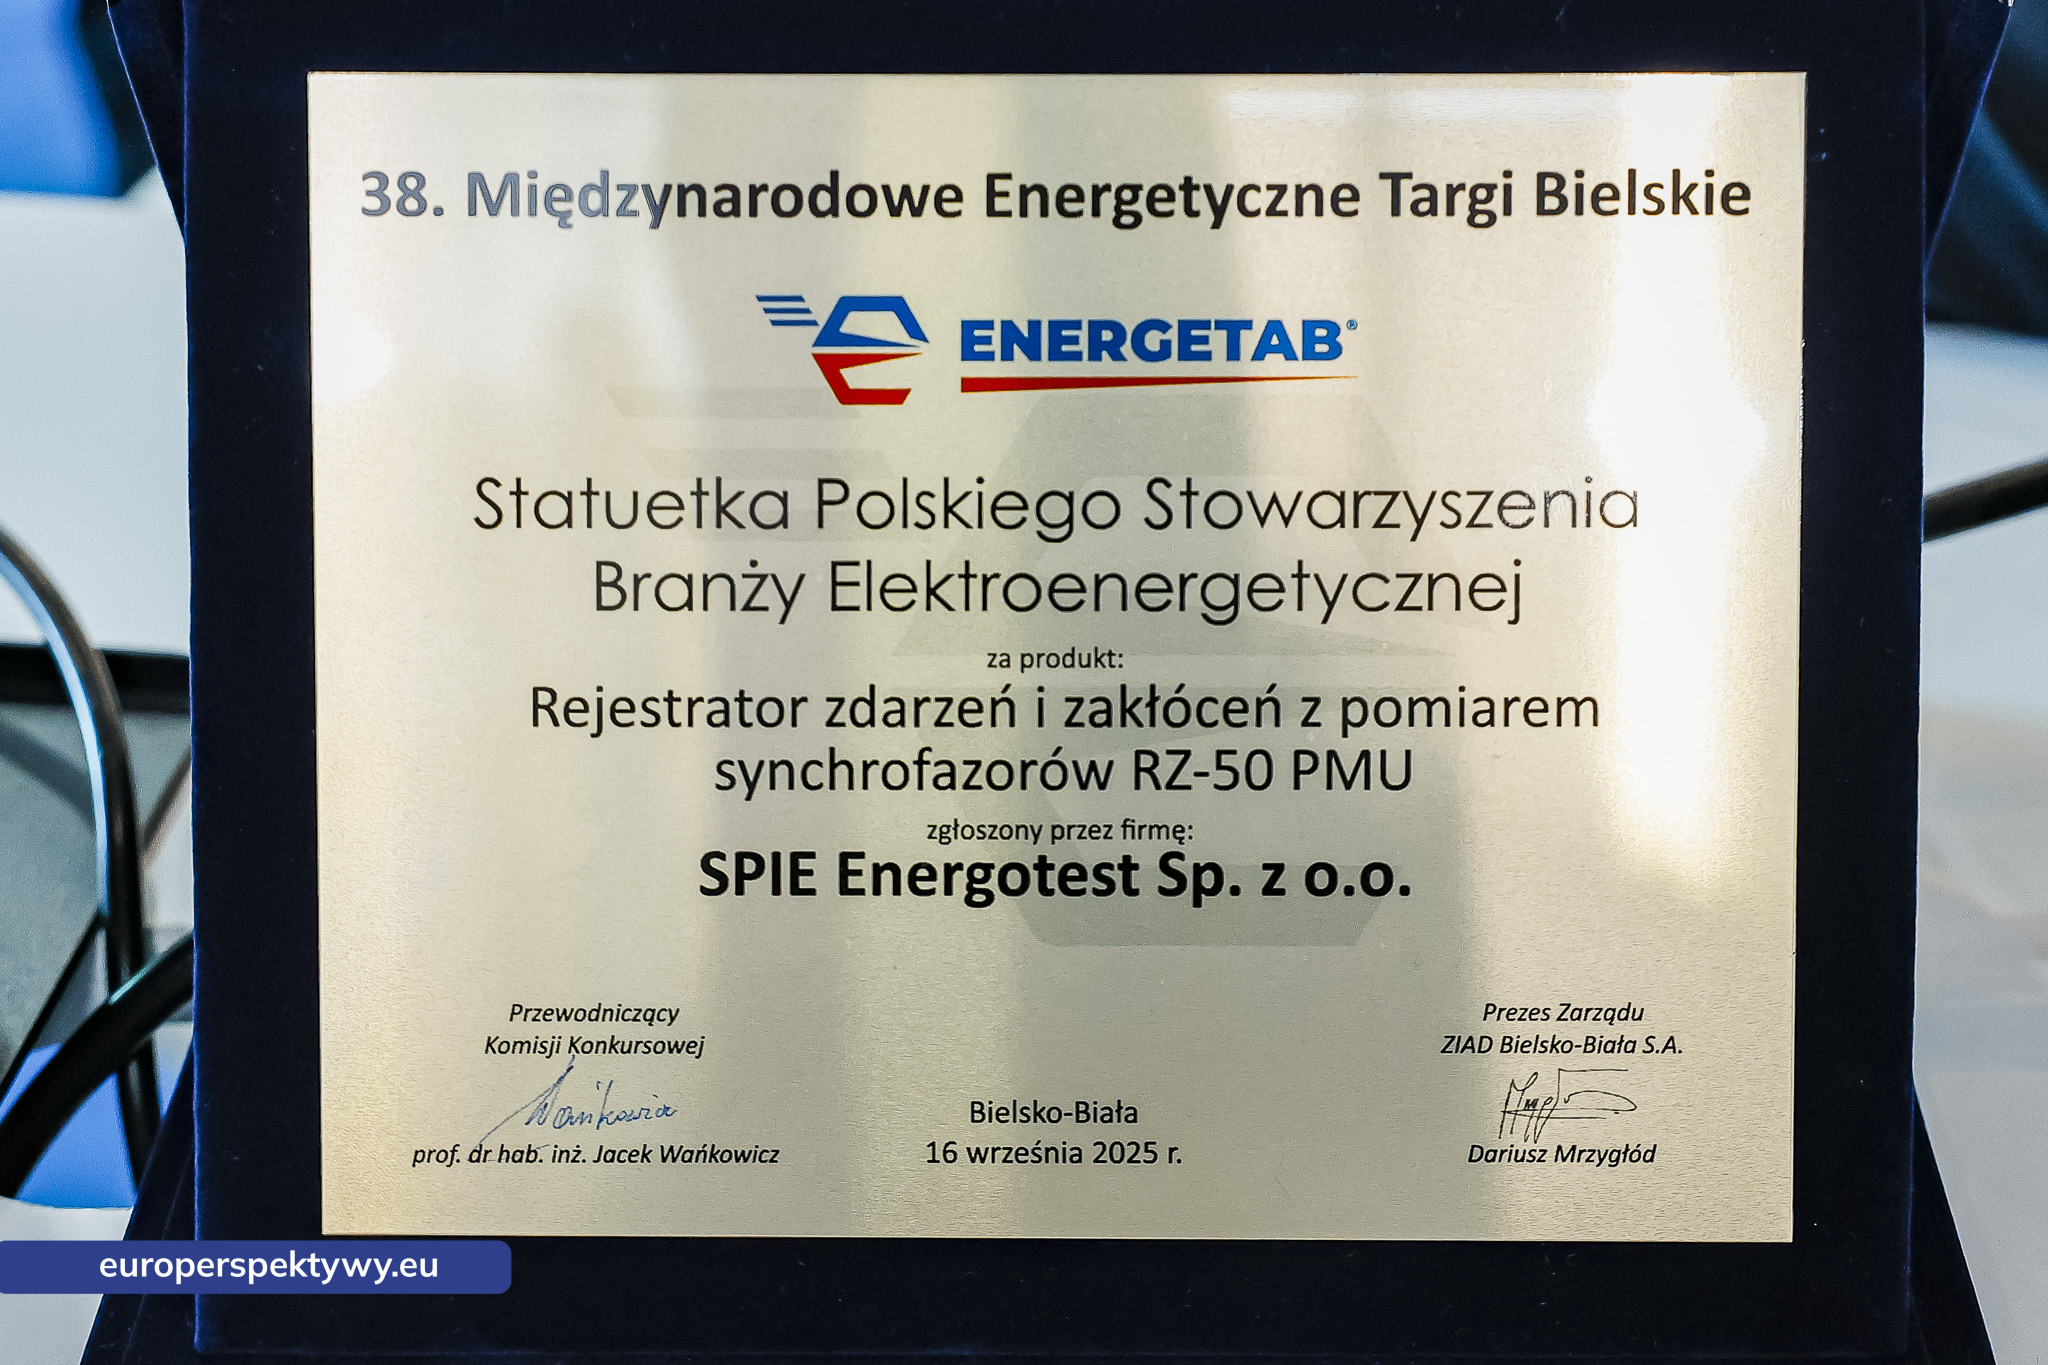 38. Międzynarodowe Energetyczne Targi Bielskie
ENERGETAB®
Statuetka Polskiego Stowarzyszenia
Branży Elektroenergetycznej
za produkt:
Rejestrator zdarzeń i zakłóceń z pomiarem
synchrofazorów RZ-50 PMU
zgłoszony przez firmę:
SPIE Energotest Sp. z o.o.
Przewodniczący
Komisji Konkursowej
prof. dr hab. inż. Jacek Wańkowicz
Bielsko-Biała
16 września 2025 r.
Prezes Zarządu
ZIAD Bielsko-Biała S.A.
Dariusz Mrzygłód
europerspektywy.eu